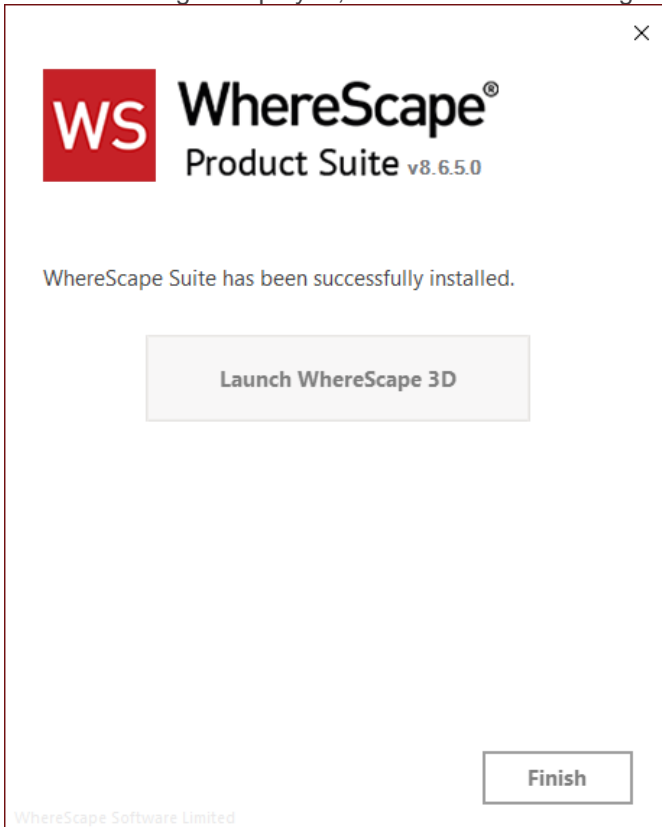 WS WhereScape®
Product Suite v8.6.5.0
WhereScape Suite has been successfully installed.
Launch WhereScape 3D
Finish
WhereScape Software Limited